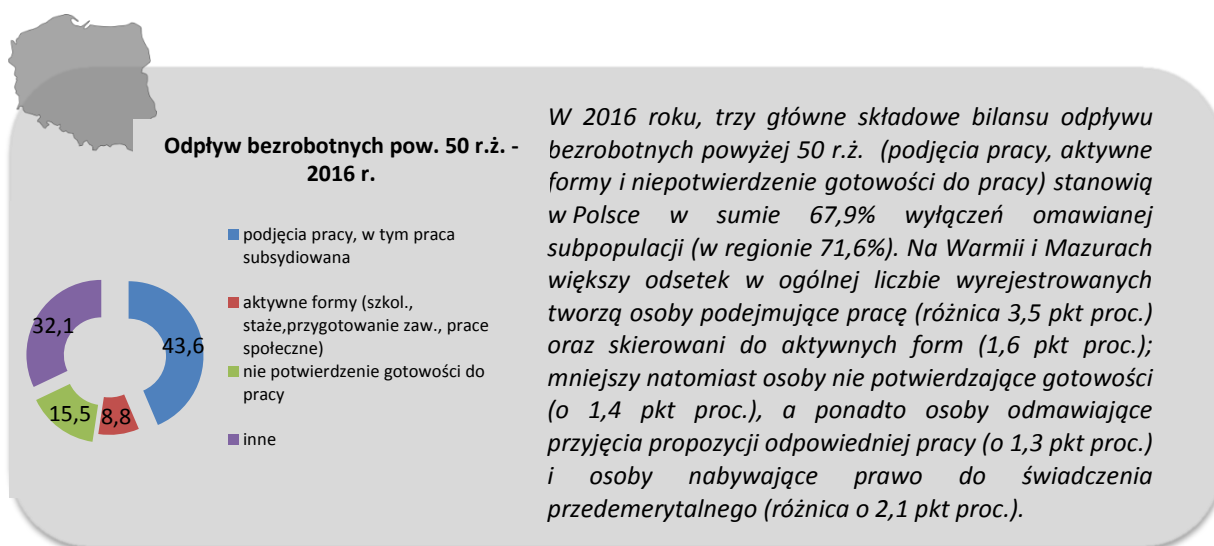 Odpływ bezrobotnych pow. 50 r.ż. -
2016 r.
podjęcia pracy, w tym praca
subsydiowana
aktywne formy (szkol.,
staże,przygotowanie zaw., prace
społeczne)
nie potwierdzenie gotowości do
pracy
inne
32,1
43,6
15,5
8,8
W 2016 roku, trzy główne składowe bilansu odpływu
bezrobotnych powyżej 50 r.ż. (podjęcia pracy, aktywne
formy i niepotwierdzenie gotowości do pracy) stanowią
w Polsce w sumie 67,9% wyłączeń omawianej
subpopulacji (w regionie 71,6%). Na Warmii i Mazurach
większy odsetek w ogólnej liczbie wyrejestrowanych
tworzą osoby podejmujące pracę (różnica 3,5 pkt proc.)
oraz skierowani do aktywnych form (1,6 pkt proc.);
mniejszy natomiast osoby nie potwierdzające gotowości
(o 1,4 pkt proc.), a ponadto osoby odmawiające
przyjęcia propozycji odpowiedniej pracy (o 1,3 pkt proc.)
i osoby nabywające prawo do świadczenia
przedemerytalnego (różnica o 2,1 pkt proc.).